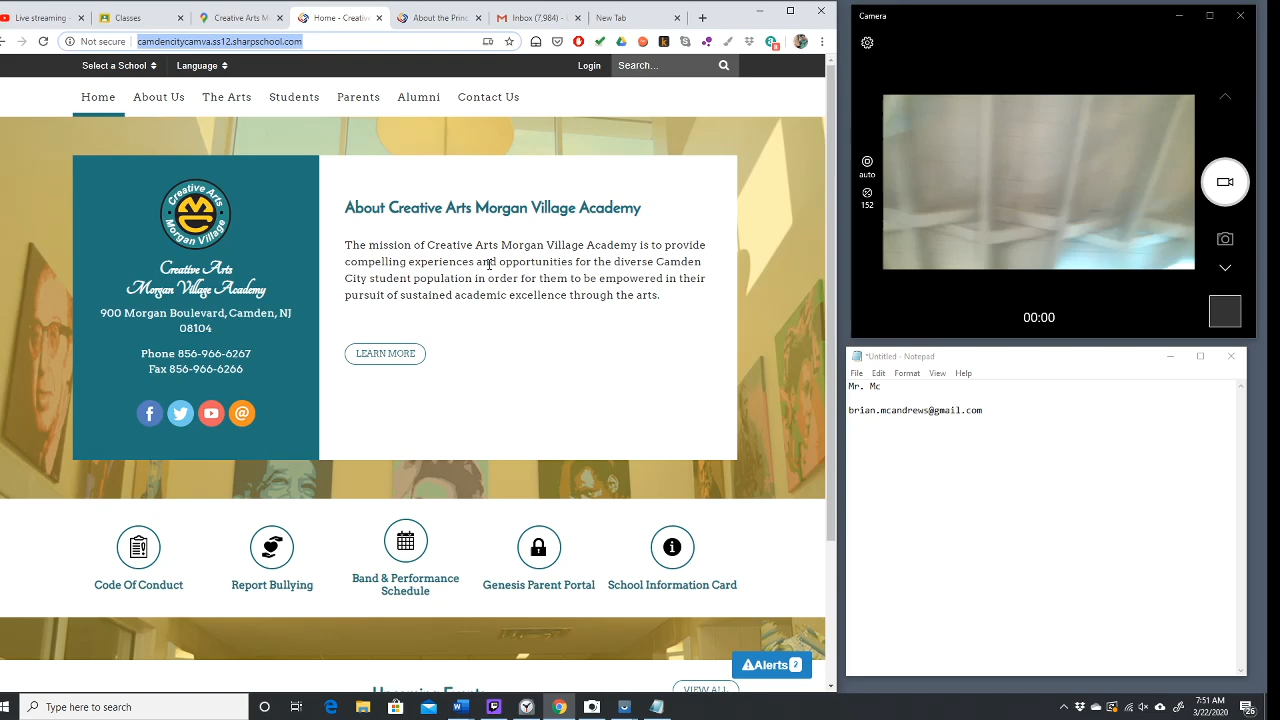 Live streaming -
Classes
Creative Arts M
Home - Creative
About the Princ
Inbox (7,984) - c
New Tab
Not secure
camdencitycamva.ss12.sharpschool.com
Select a School
Language
Login
Search...
Home
About Us
The Arts
Students
Parents
Alumni
Contact Us
Creative Arts
Morgan Village
Creative Arts
Morgan Village Academy
900 Morgan Boulevard, Camden, NJ
08104
Phone 856-966-6267
Fax 856-966-6266
About Creative Arts Morgan Village Academy
The mission of Creative Arts Morgan Village Academy is to provide
compelling experiences and opportunities for the diverse Camden
City student population in order for them to be empowered in their
pursuit of sustained academic excellence through the arts.
LEARN MORE
Code Of Conduct
Report Bullying
Band & Performance
Schedule
Genesis Parent Portal
School Information Card
Alerts 2
Upcoming Events
VIEW ALL
Camera
auto
152
00:00
*Untitled - Notepad
File Edit Format View Help
Mr. Mc
brian.mcandrews@gmail.com
Type here to search
7:51 AM
3/22/2020
26